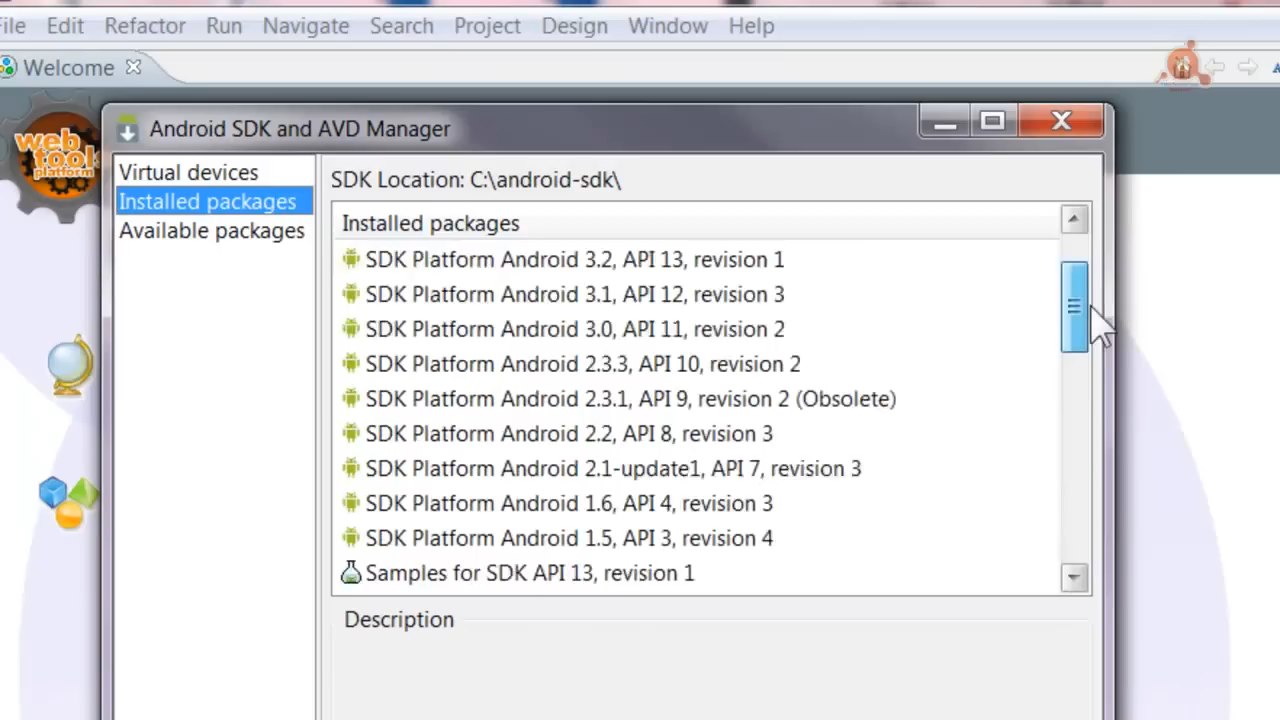 File Edit Refactor Run Navigate Search Project Design Window Help
Welcome
web tool platform
Android SDK and AVD Manager
Virtual devices
Installed packages
Available packages
SDK Location: C:\android-sdk\
Installed packages
SDK Platform Android 3.2, API 13, revision 1
SDK Platform Android 3.1, API 12, revision 3
SDK Platform Android 3.0, API 11, revision 2
SDK Platform Android 2.3.3, API 10, revision 2
SDK Platform Android 2.3.1, API 9, revision 2 (Obsolete)
SDK Platform Android 2.2, API 8, revision 3
SDK Platform Android 2.1-update1, API 7, revision 3
SDK Platform Android 1.6, API 4, revision 3
SDK Platform Android 1.5, API 3, revision 4
Samples for SDK API 13, revision 1
Description